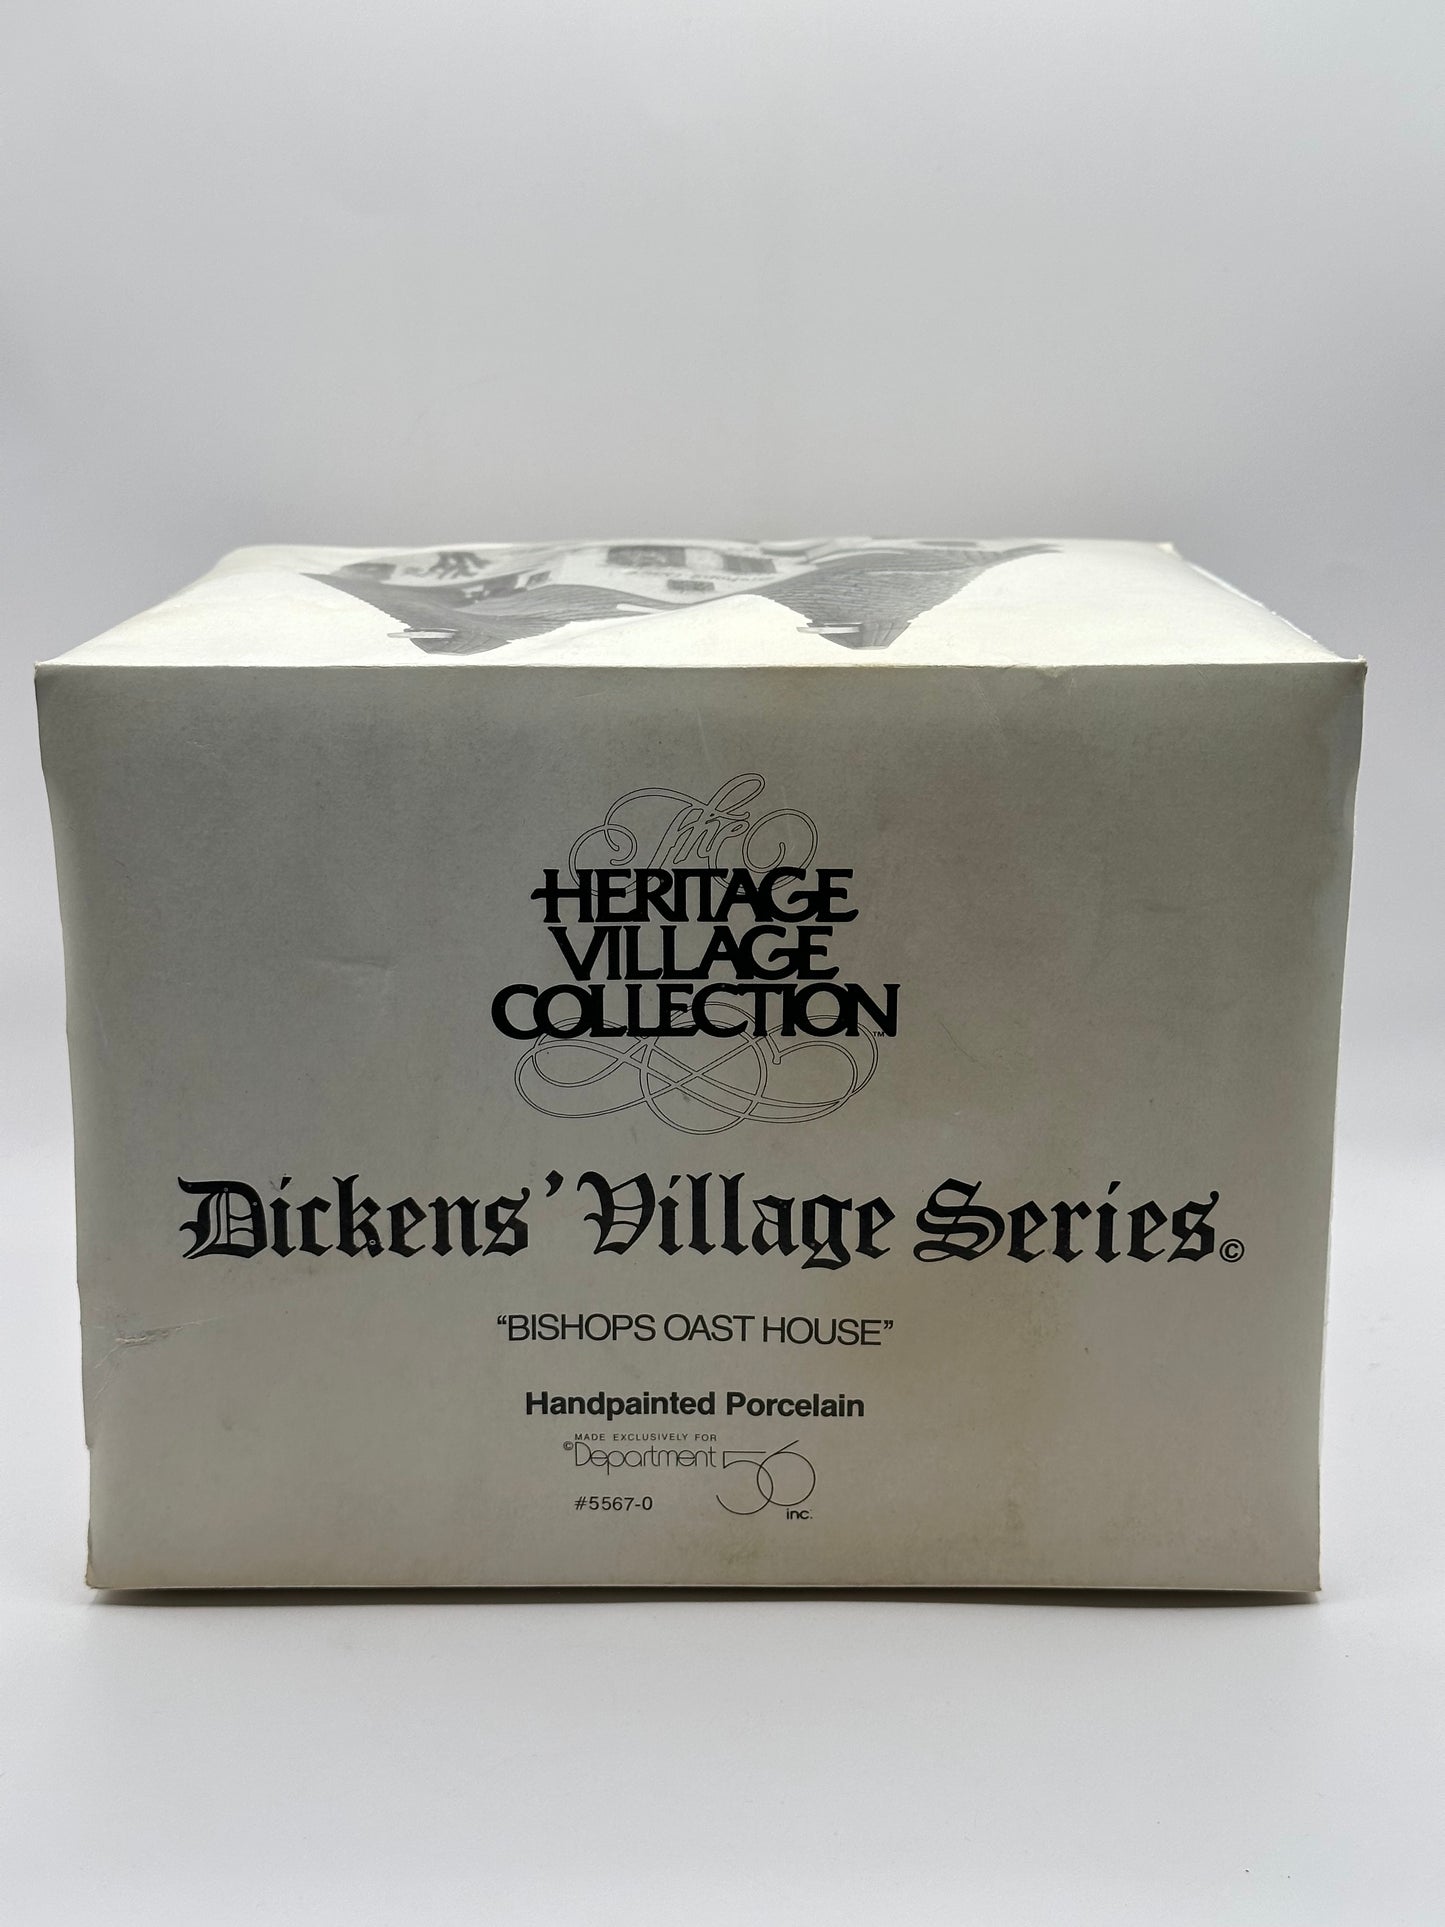 The
HERITAGE
VILLAGE
COLLECTION™
Dickens' Village Series©
“BISHOPS OAST HOUSE”
Handpainted Porcelain
MADE EXCLUSIVELY FOR
©Department 56
#5567-0
inc.